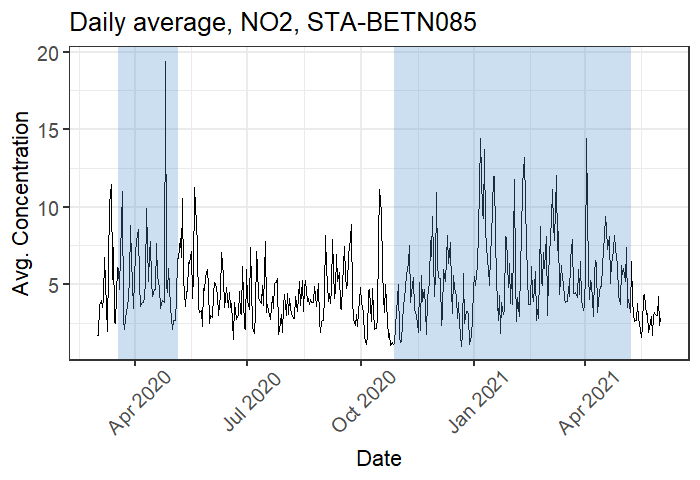 Daily average, NO2, STA-BETN085
Avg. Concentration
20
15
10
5
Apr 2020
Jul 2020
Oct 2020
Jan 2021
Apr 2021
Date